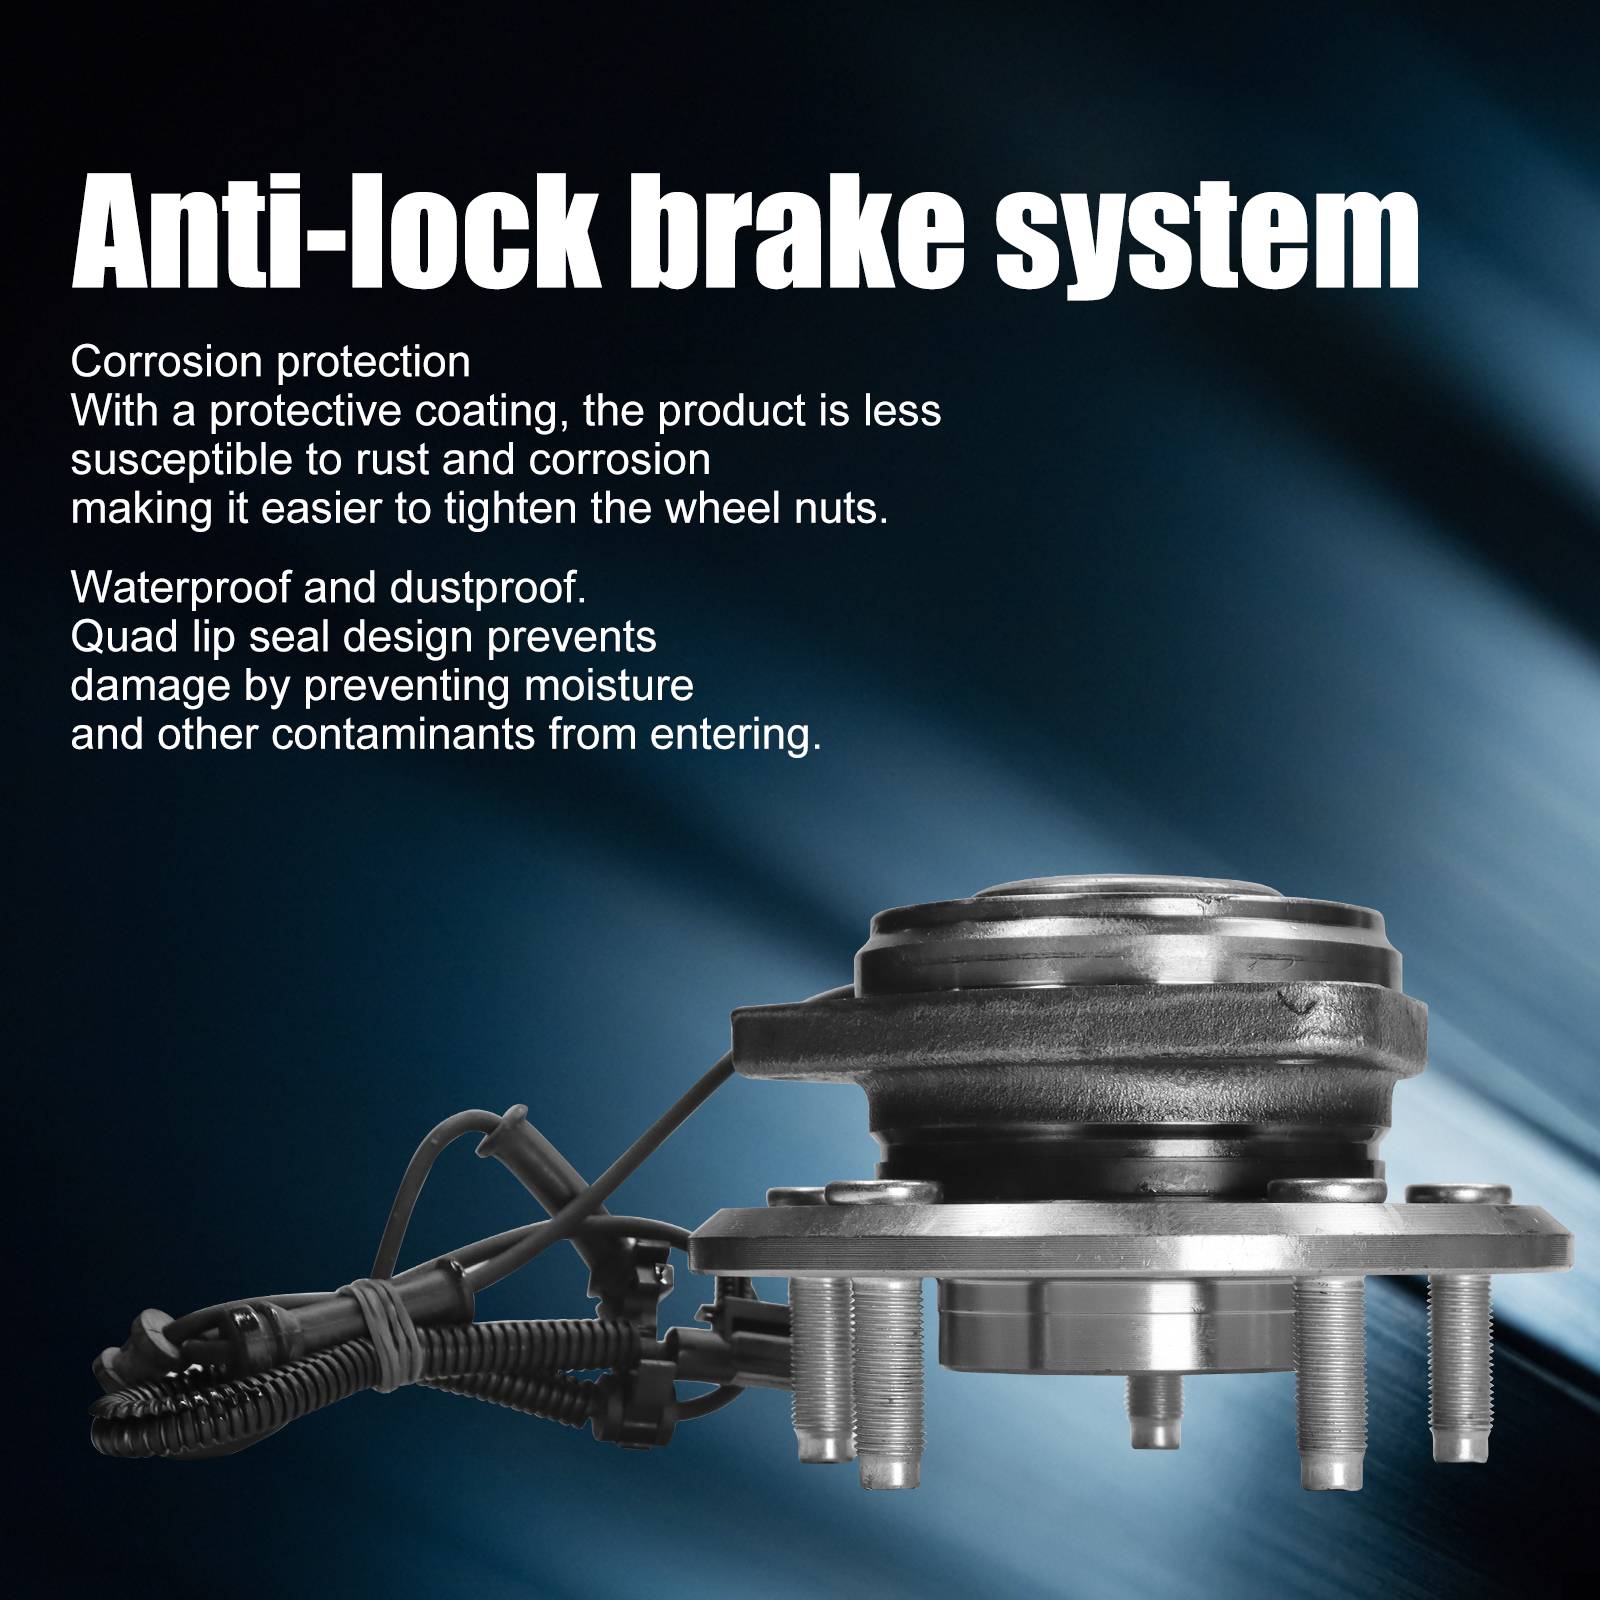 Anti-lock brake system
Corrosion protection
With a protective coating, the product is less
susceptible to rust and corrosion
making it easier to tighten the wheel nuts.
Waterproof and dustproof.
Quad lip seal design prevents
damage by preventing moisture
and other contaminants from entering.